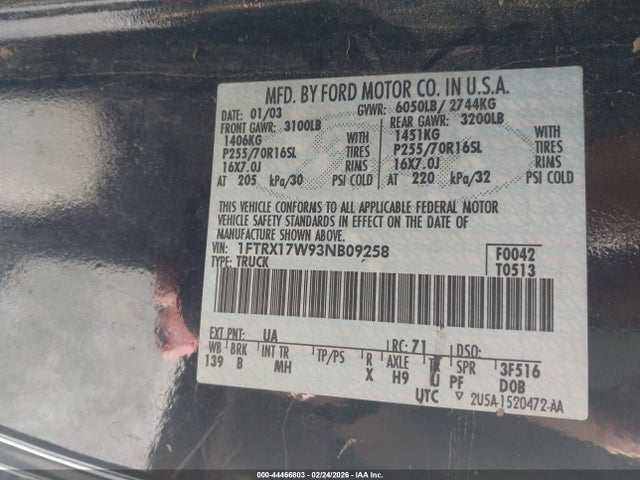 MFD. BY FORD MOTOR CO. IN U.S.A.
DATE: 01/03 GVWR: 6050LB/ 2744KG
FRONT GAWR: 3100LB REAR GAWR: 3200LB
1406KG WITH 1451KG WITH
P255/70R16SL TIRES P255/70R16SL TIRES
16X7.0J RIMS 16X7.0J RIMS
AT 205 kPa/30 PSI COLD AT 220 kPa/32 PSI COLD
THIS VEHICLE CONFORMS TO ALL APPLICABLE FEDERAL MOTOR
VEHICLE SAFETY STANDARDS IN EFFECT ON THE DATE OF
MANUFACTURE SHOWN ABOVE.
VIN: 1FTRX17W93NB09258 F0042
TYPE: TRUCK T0513
EXT PNT: UA RC: 71 DSO:
WB BRK INT TR TP/PS R AXLE TR SPR 3F516
139 B MH X H9 U PF DOB
UTC ▽ 2U5A-1520472-AA
000-44466803 - 02/24/2026 - IAA Inc.